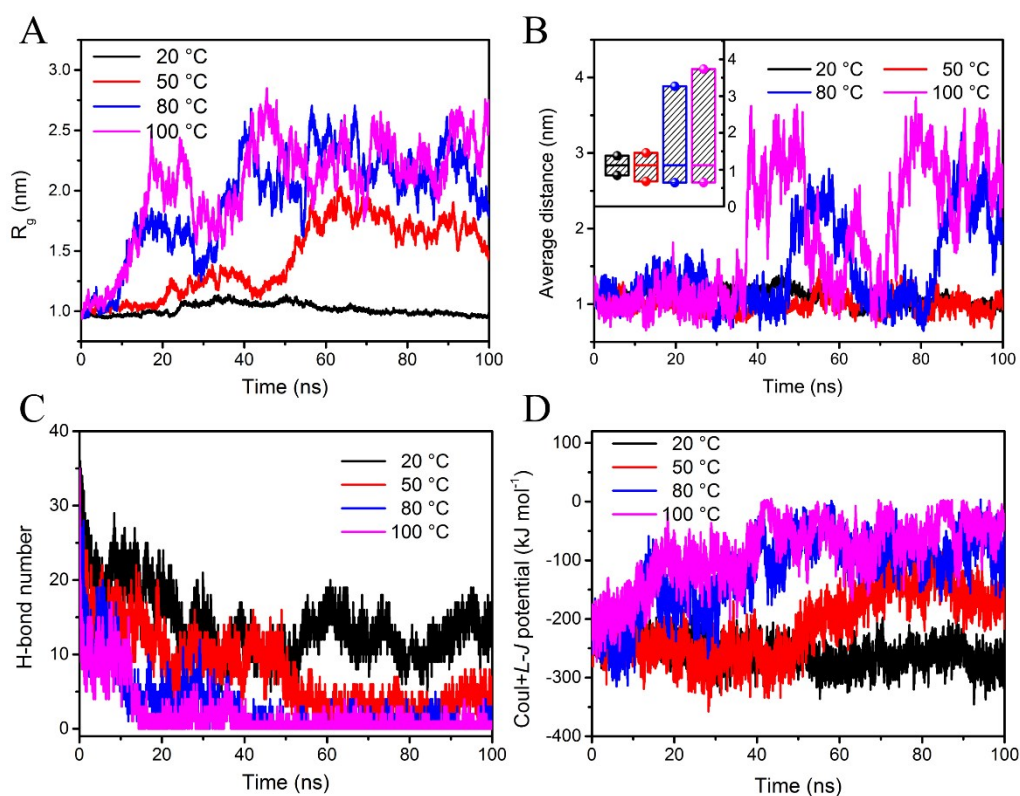 A
20 °C
50 °C
80 °C
100 °C
3.0
2.5
2.0
1.5
1.0
0 20 40 60 80 100
Time (ns)
Rg (nm)
B
20 °C 50 °C
80 °C 100 °C
4
3
2
1
4
3
2
1
0
0 20 40 60 80 100
Time (ns)
Average distance (nm)
C
20 °C
50 °C
80 °C
100 °C
40
30
20
10
0
0 20 40 60 80 100
Time (ns)
H-bond number
D
20 °C
50 °C
80 °C
100 °C
100
0
-100
-200
-300
-400
0 20 40 60 80 100
Time (ns)
Coul+L-J potential (kJ mol⁻¹)